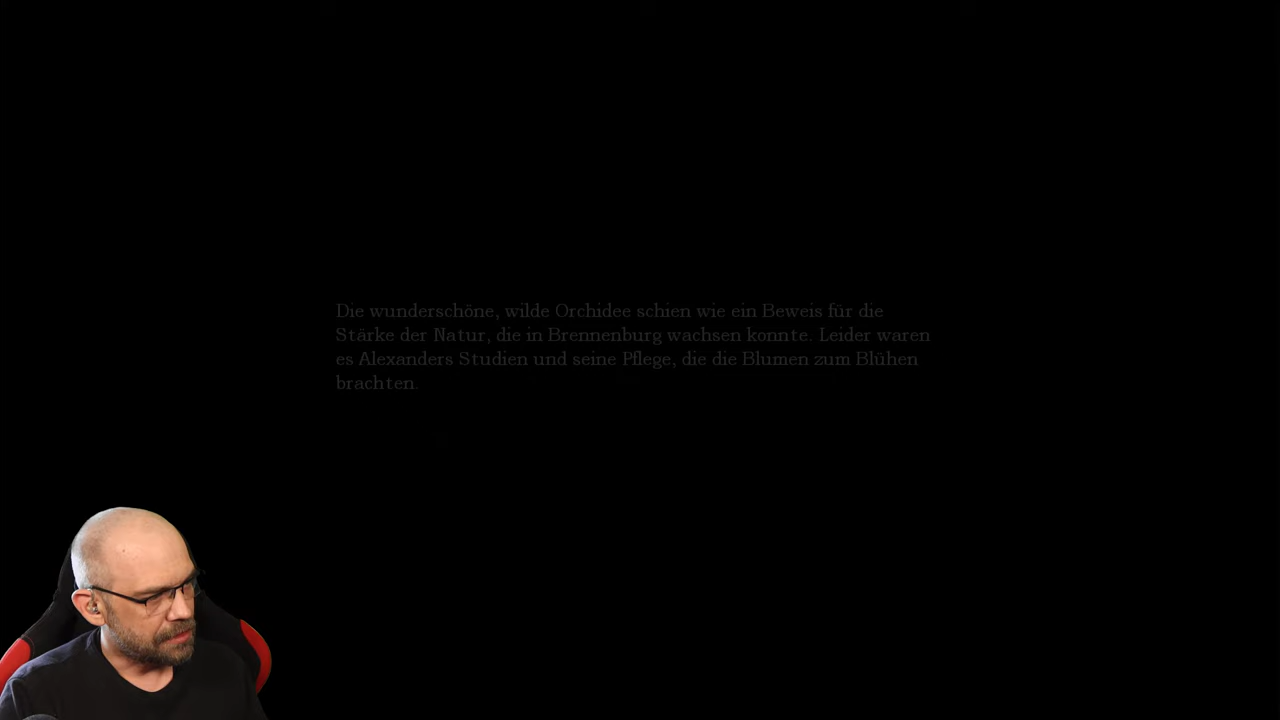 Die wunderschöne, wilde Orchidee schien wie ein Beweis für die
Stärke der Natur, die in Brennenburg wachsen konnte. Leider waren
es Alexanders Studien und seine Pflege, die die Blumen zum Blühen
brachten.